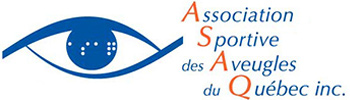 Association
Sportive
des Aveugles
du Québec inc.